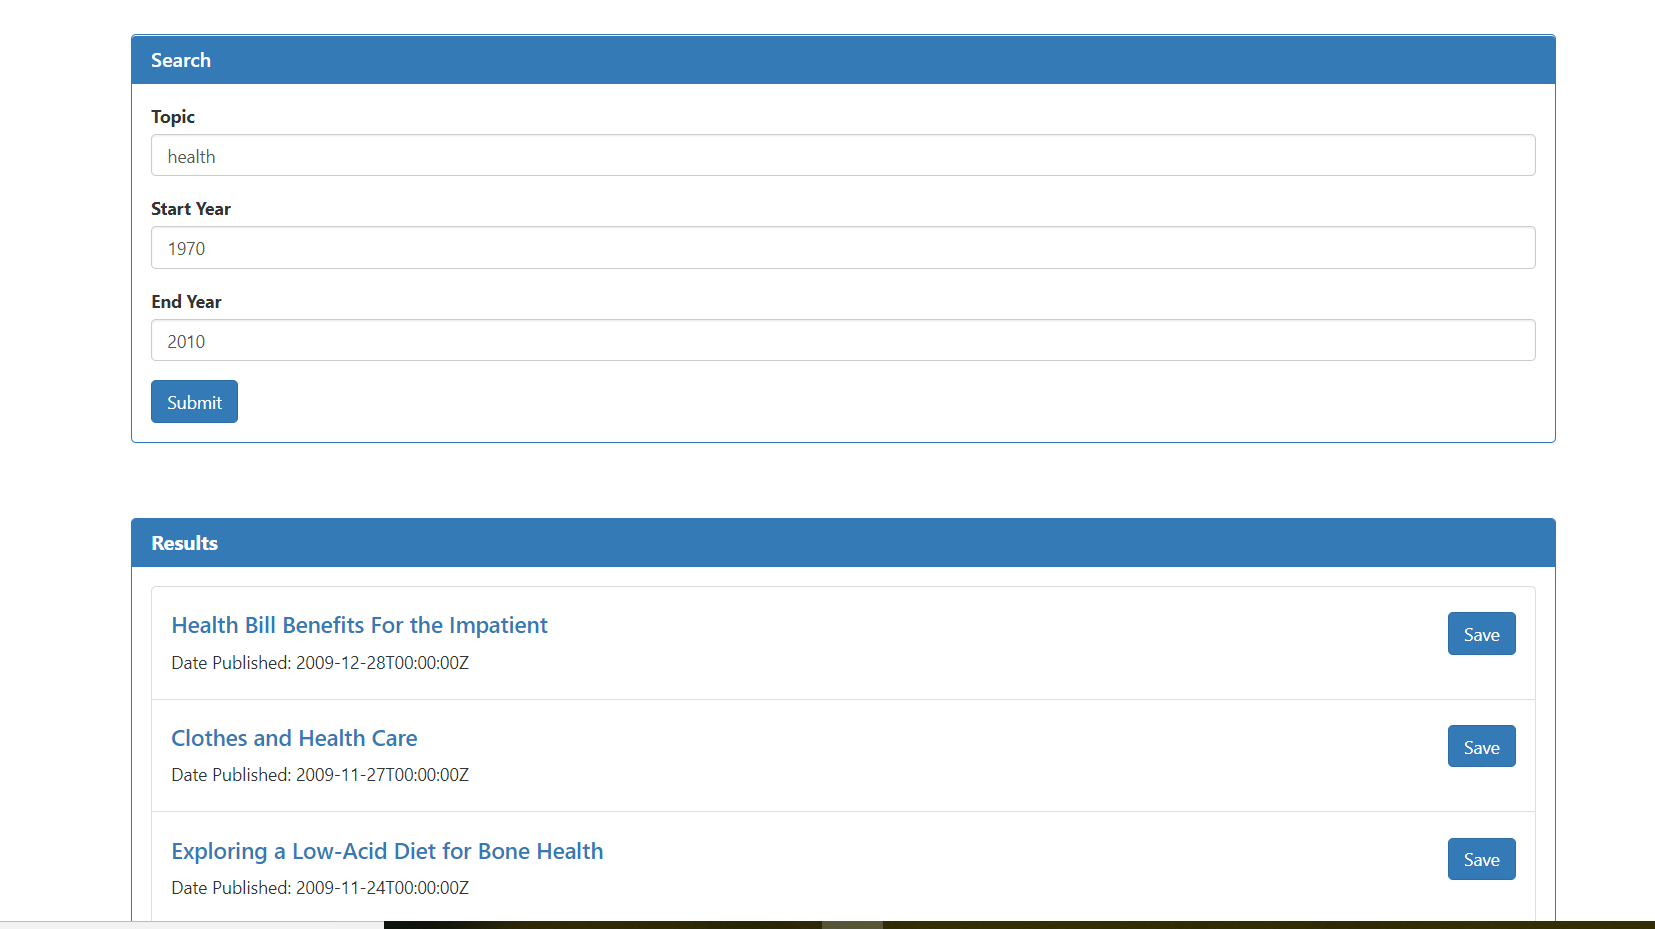 Search
Topic
health
Start Year
1970
End Year
2010
Submit
Results
Health Bill Benefits For the Impatient
Save
Date Published: 2009-12-28T00:00:00Z
Clothes and Health Care
Save
Date Published: 2009-11-27T00:00:00Z
Exploring a Low-Acid Diet for Bone Health
Save
Date Published: 2009-11-24T00:00:00Z